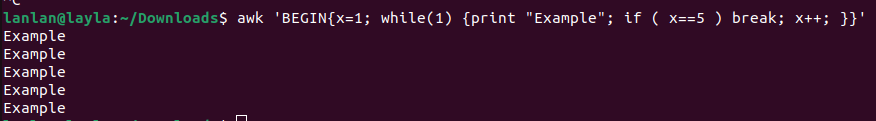 ^C
lanlan@layla:~/Downloads$ awk 'BEGIN{x=1; while(1) {print "Example"; if ( x==5 ) break; x++; }}'
Example
Example
Example
Example
Example